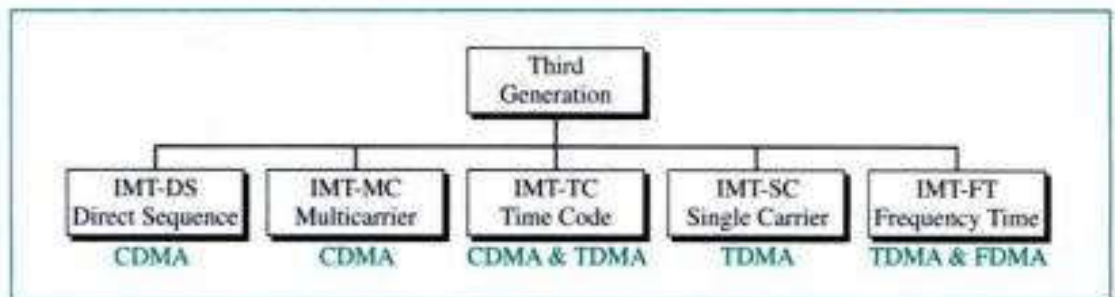 Third
Generation
IMT-DS
Direct Sequence
CDMA
IMT-MC
Multicarrier
CDMA
IMT-TC
Time Code
CDMA & TDMA
IMT-SC
Single Carrier
TDMA
IMT-FT
Frequency Time
TDMA & FDMA